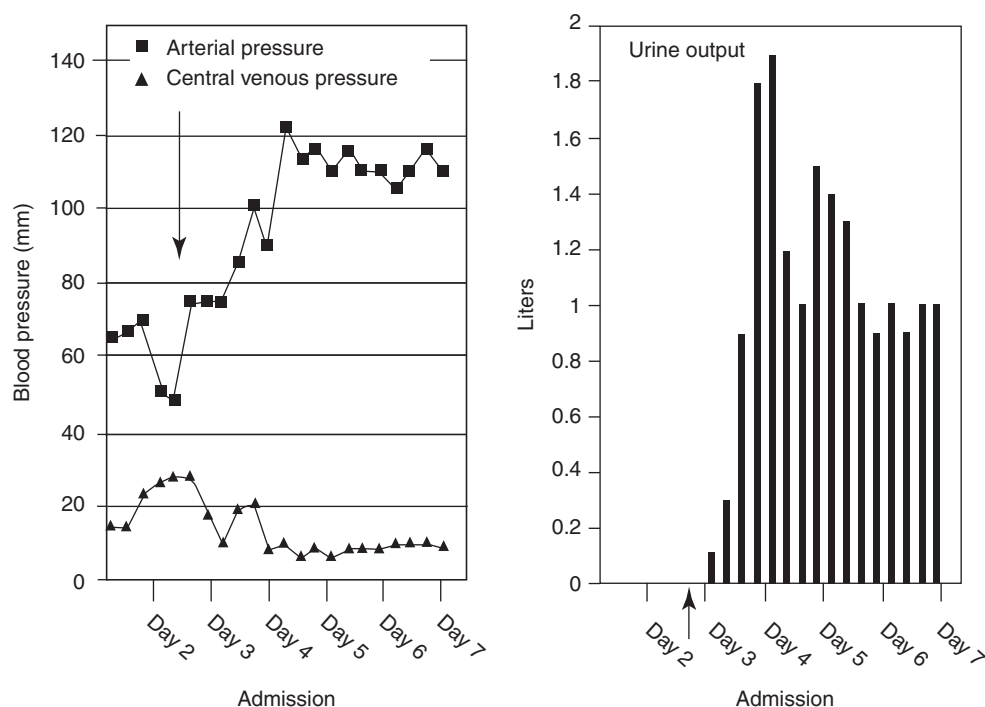 Arterial pressure
Central venous pressure
Blood pressure (mm)
140
120
100
80
60
40
20
0
Day 2
Day 3
Day 4
Day 5
Day 6
Day 7
Admission
Urine output
Liters
2
1.8
1.6
1.4
1.2
1
0.8
0.6
0.4
0.2
0
Day 2
Day 3
Day 4
Day 5
Day 6
Day 7
Admission